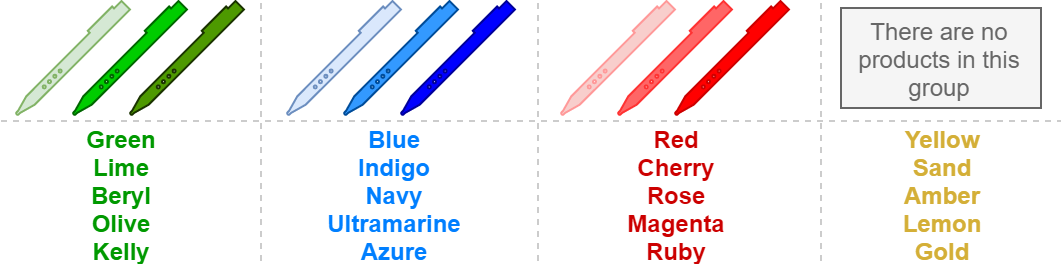 There are no
products in this
group
Green
Lime
Beryl
Olive
Kelly
Blue
Indigo
Navy
Ultramarine
Azure
Red
Cherry
Rose
Magenta
Ruby
Yellow
Sand
Amber
Lemon
Gold